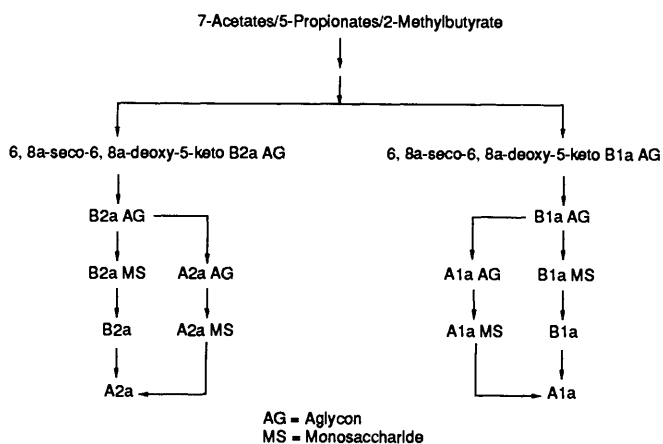 7-Acetates/5-Propionates/2-Methylbutyrate
6, 8a-seco-6, 8a-deoxy-5-keto B2a AG
6, 8a-seco-6, 8a-deoxy-5-keto B1a AG
B2a AG
B1a AG
B2a MS
A2a AG
A1a AG
B1a MS
B2a
A2a MS
A1a MS
B1a
A2a
A1a
AG = Aglycon
MS = Monosaccharide